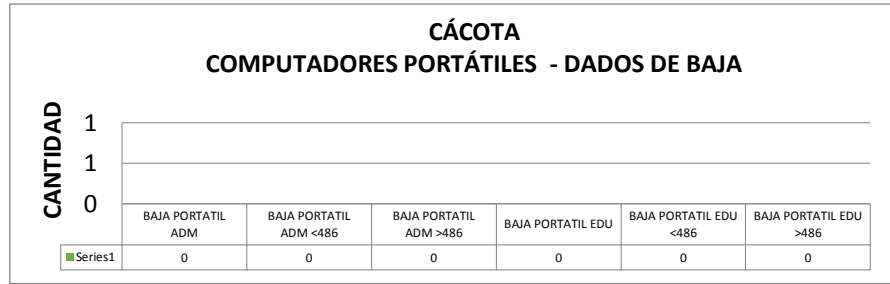 CÁCOTA
COMPUTADORES PORTÁTILES - DADOS DE BAJA
CANTIDAD
1
1
0
BAJA PORTATIL ADM
BAJA PORTATIL ADM <486
BAJA PORTATIL ADM >486
BAJA PORTATIL EDU
BAJA PORTATIL EDU <486
BAJA PORTATIL EDU >486
Series1 0 0 0 0 0 0